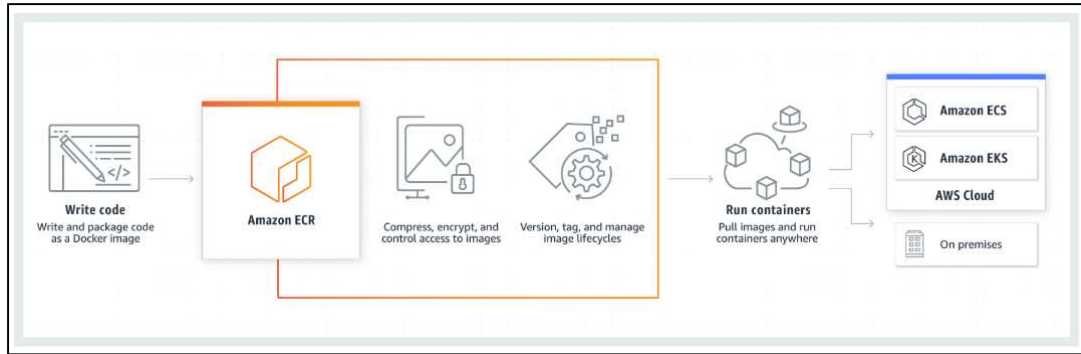 Write code
Write and package code
as a Docker image
</>
Amazon ECR
Compress, encrypt, and
control access to images
Version, tag, and manage
image lifecycles
Run containers
Pull images and run
containers anywhere
Amazon ECS
K
Amazon EKS
AWS Cloud
On premises